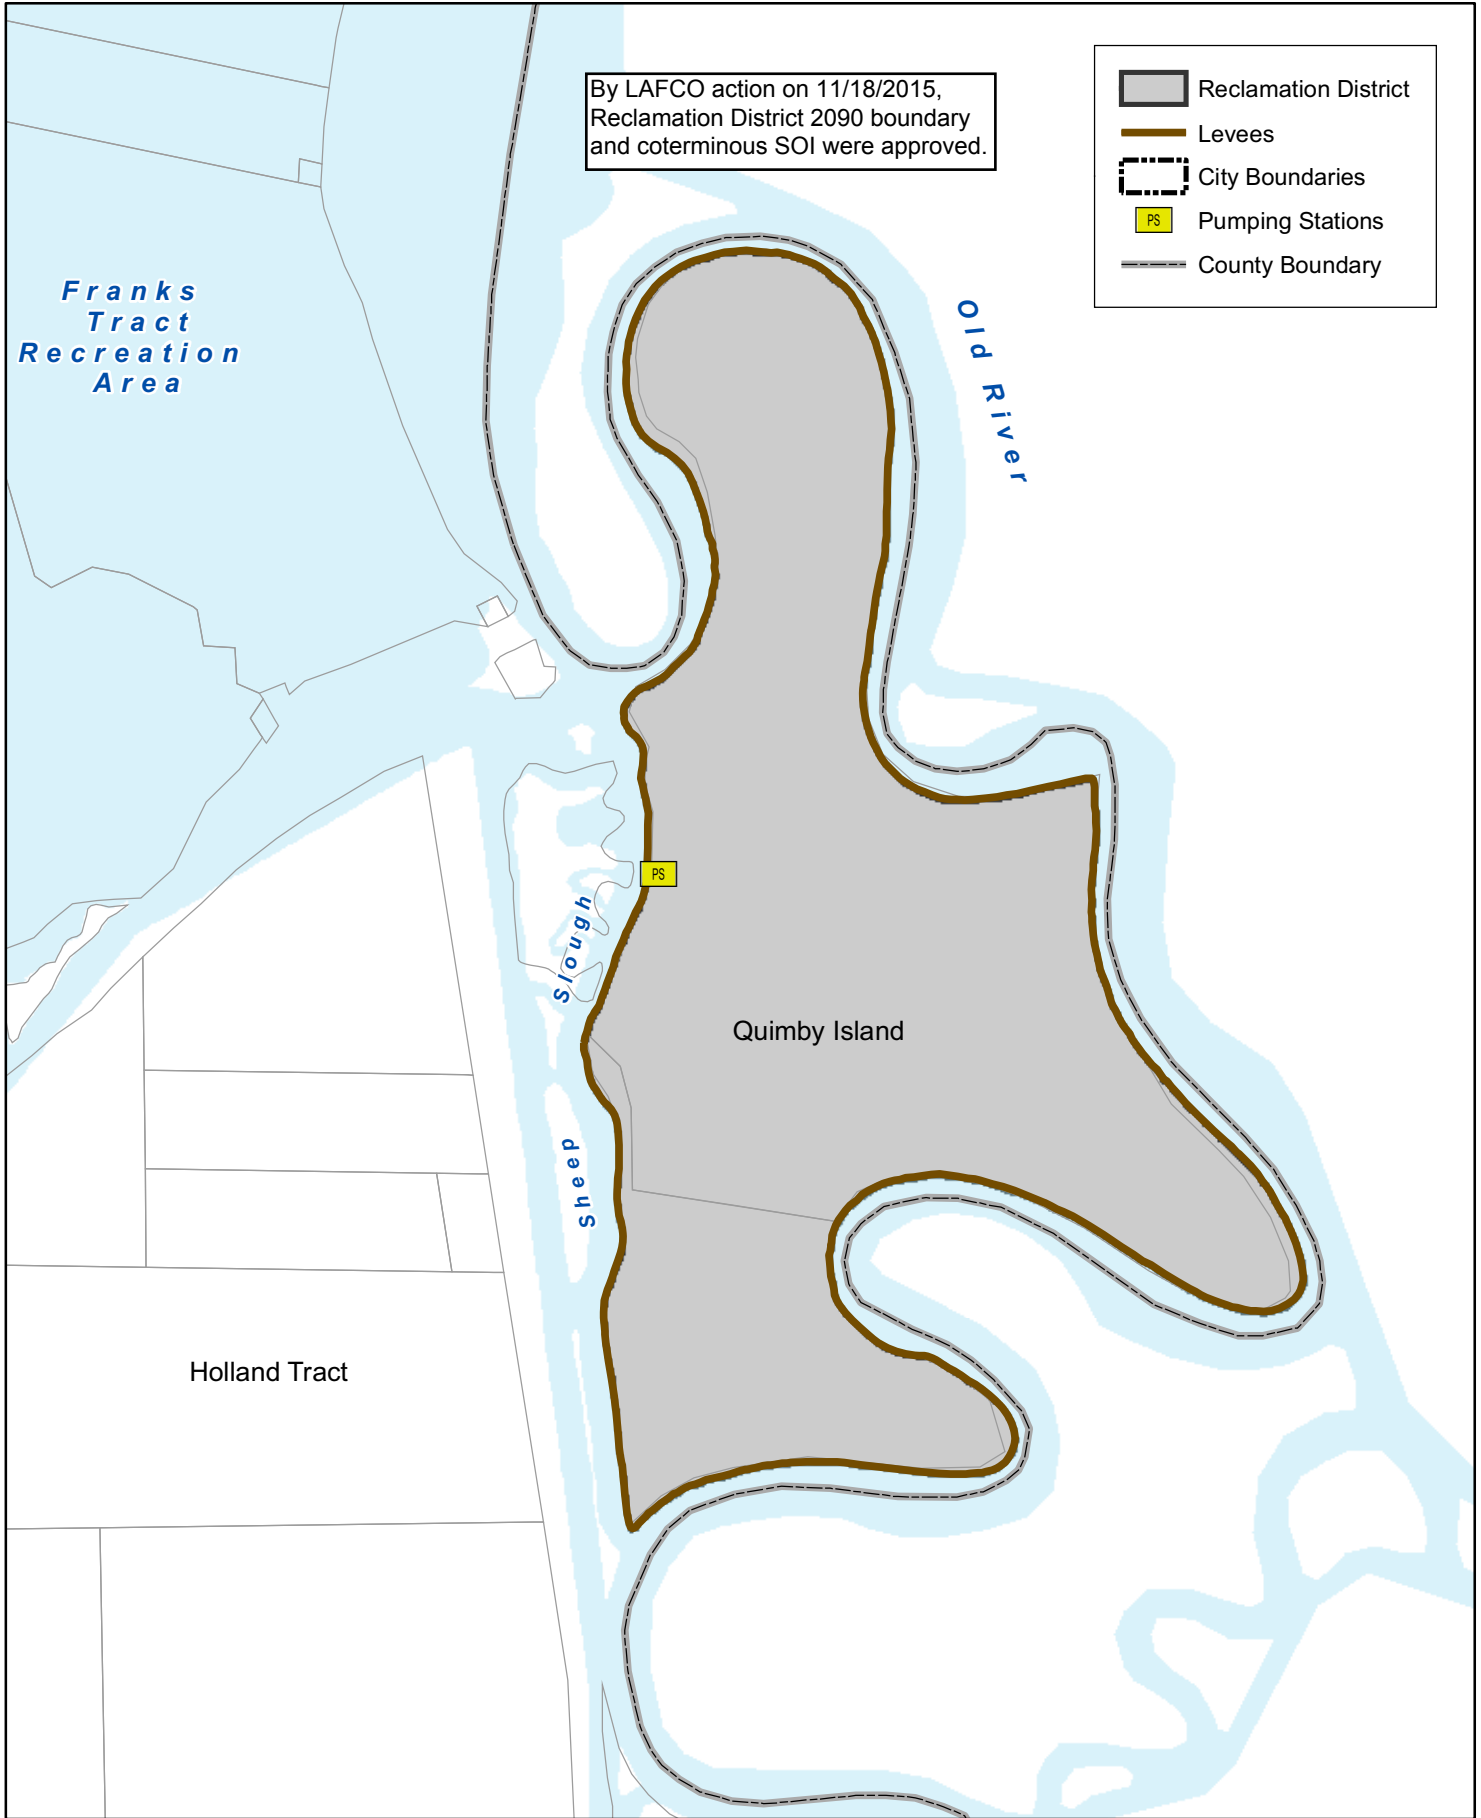 By LAFCO action on 11/18/2015,
Reclamation District 2090 boundary
and coterminous SOI were approved.
Reclamation District
Levees
City Boundaries
PS Pumping Stations
County Boundary
Franks
Tract
Recreation
Area
Old River
PS
Sheep Slough
Quimby Island
Holland Tract